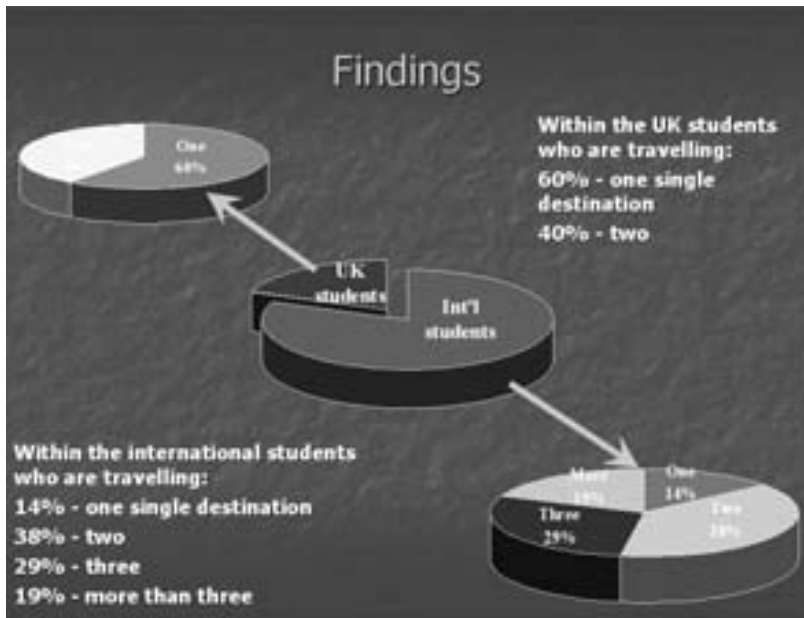 Findings
One
60%
Within the UK students
who are travelling:
60% - one single
destination
40% - two
UK
students
Int'l
students
Within the international students
who are travelling:
14% - one single destination
38% - two
29% - three
19% - more than three
More
19%
One
14%
Two
38%
Three
29%